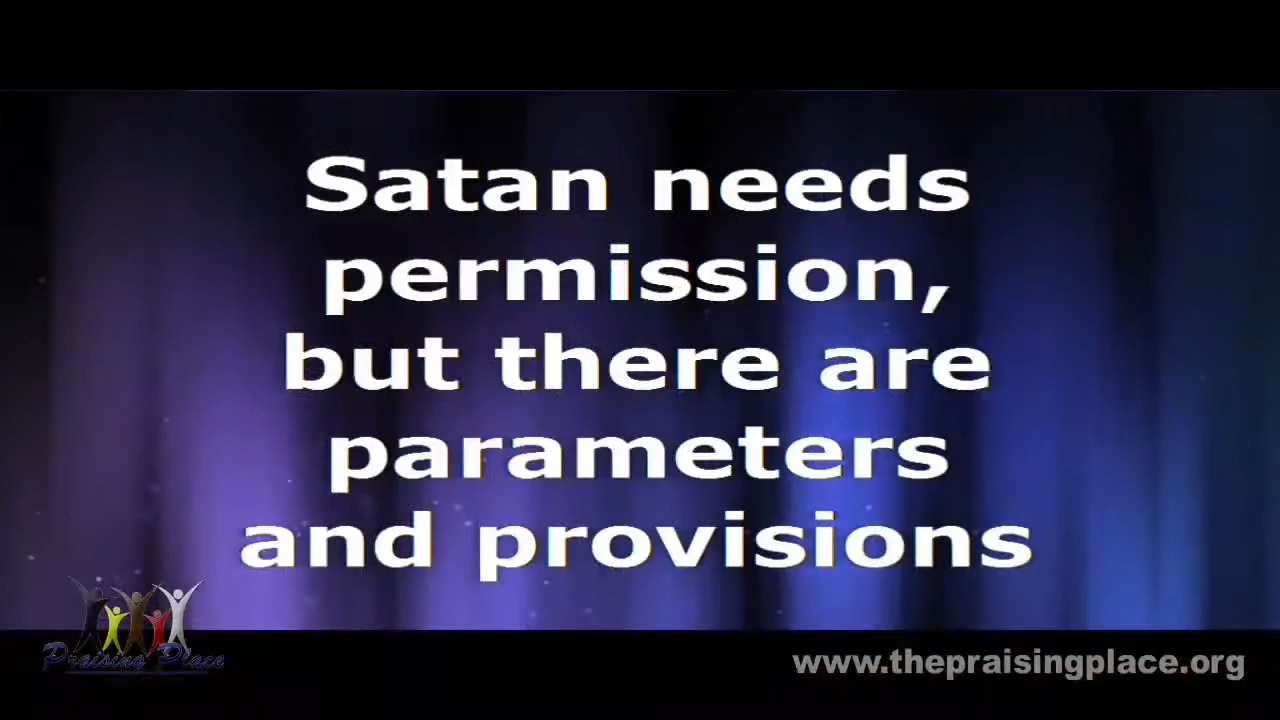 Satan needs
permission,
but there are
parameters
and provisions
Praising Place
www.thepraisingplace.org